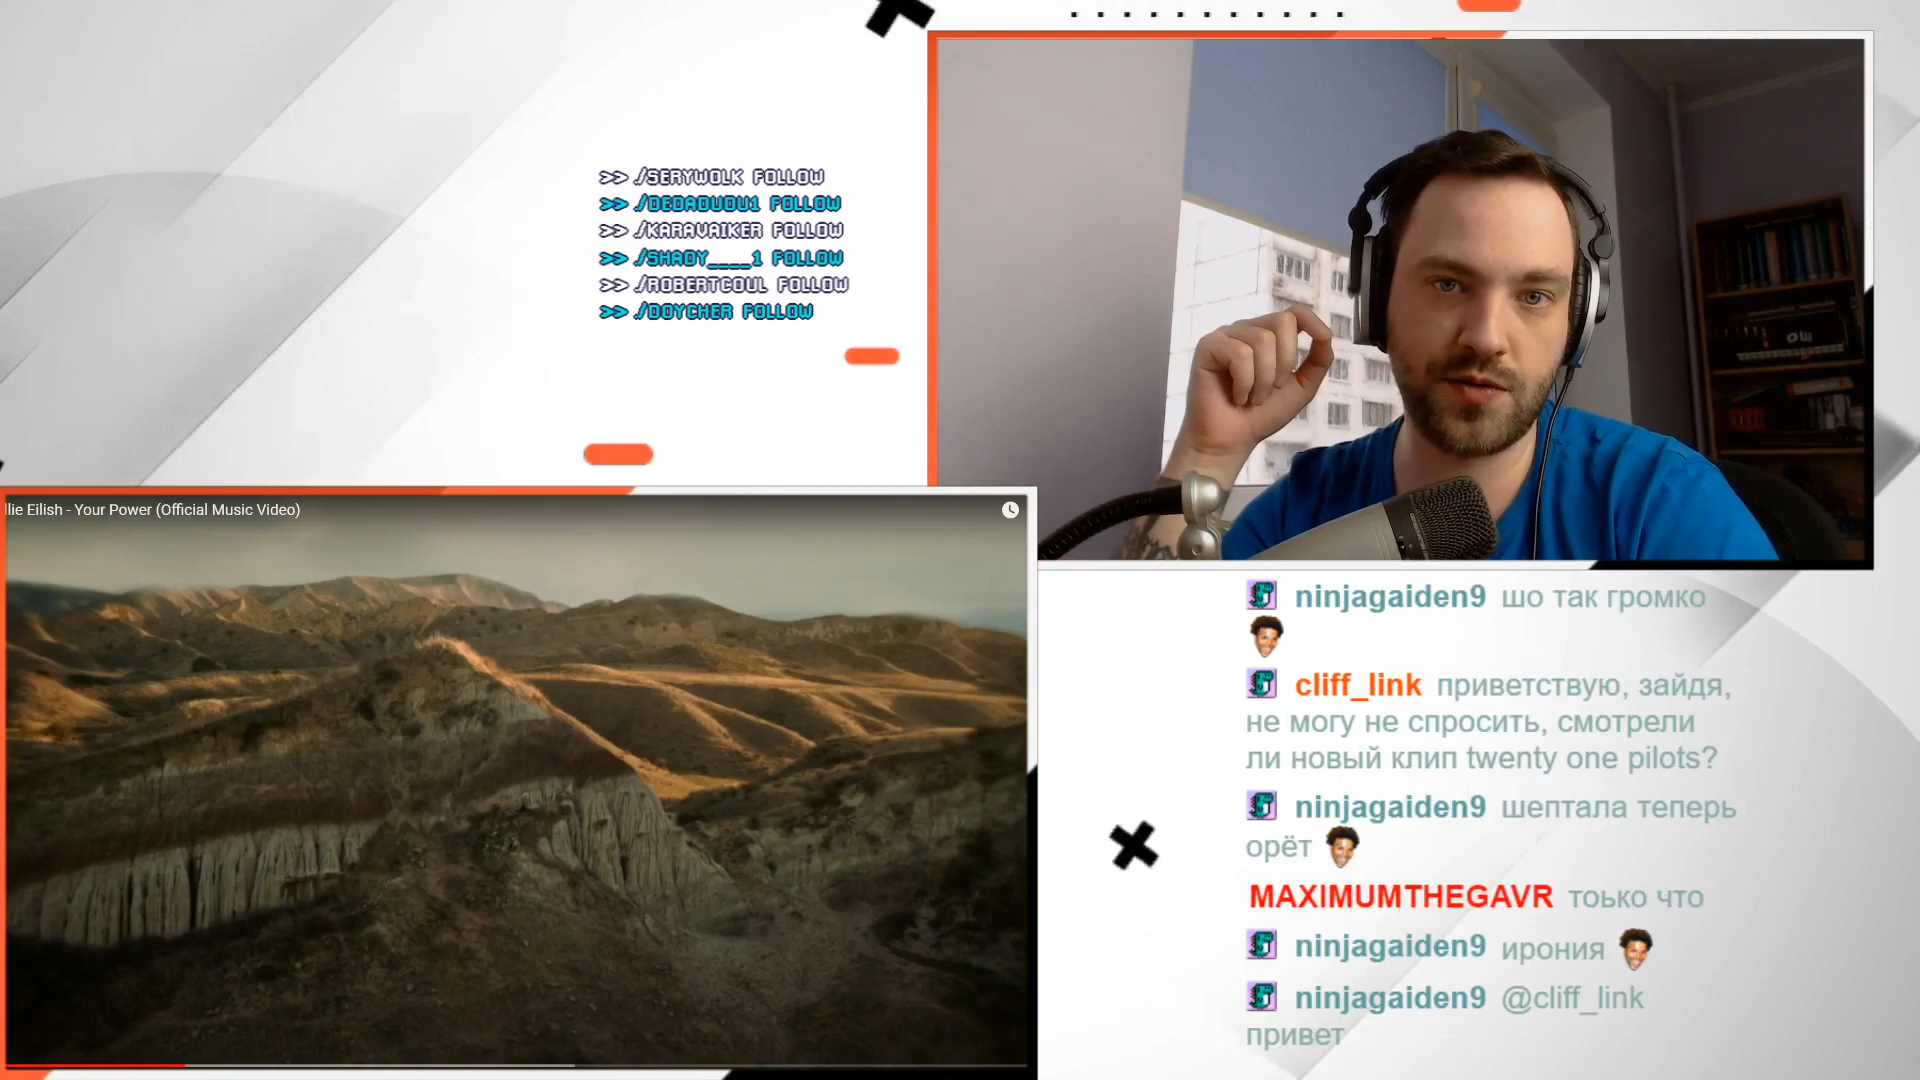 >> ./SERYWOLK FOLLOW
>> ./DEDADUDU1 FOLLOW
>> ./KARAVAIKER FOLLOW
>> ./SHADY____1 FOLLOW
>> ./ROBERTCOUL FOLLOW
>> ./DOYCHER FOLLOW
llie Eilish - Your Power (Official Music Video)
ninjagaiden9 шо так громко
cliff_link приветствую, зайдя,
не могу не спросить, смотрели
ли новый клип twenty one pilots?
ninjagaiden9 шептала теперь
орёт
MAXIMUMTHEGAVR тоько что
ninjagaiden9 ирония
ninjagaiden9 @cliff_link
привет